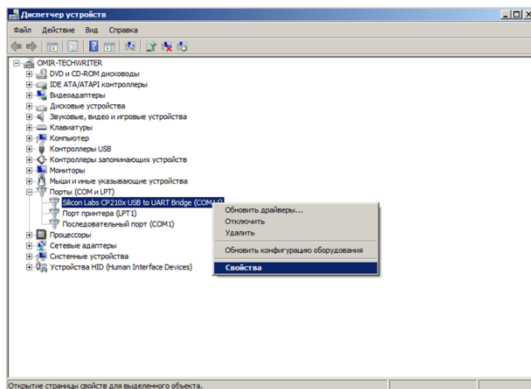 Диспетчер устройств
Файл Действие Вид Справка
OMIR-TECHWRITER
DVD и CD-ROM дисководы
IDE ATA/ATAPI контроллеры
Видеоадаптеры
Дисковые устройства
Звуковые, видео и игровые устройства
Клавиатуры
Компьютер
Контроллеры USB
Контроллеры запоминающих устройств
Мониторы
Мыши и иные указывающие устройства
Порты (COM и LPT)
Silicon Labs CP210x USB to UART Bridge
Порт принтера (LPT1)
Последовательный порт (COM1)
Процессоры
Сетевые адаптеры
Системные устройства
Устройства HID (Human Interface Devices)
Обновить драйверы...
Отключить
Удалить
Обновить конфигурацию оборудования
Свойства
Открытие страницы свойств для выделенного объекта.